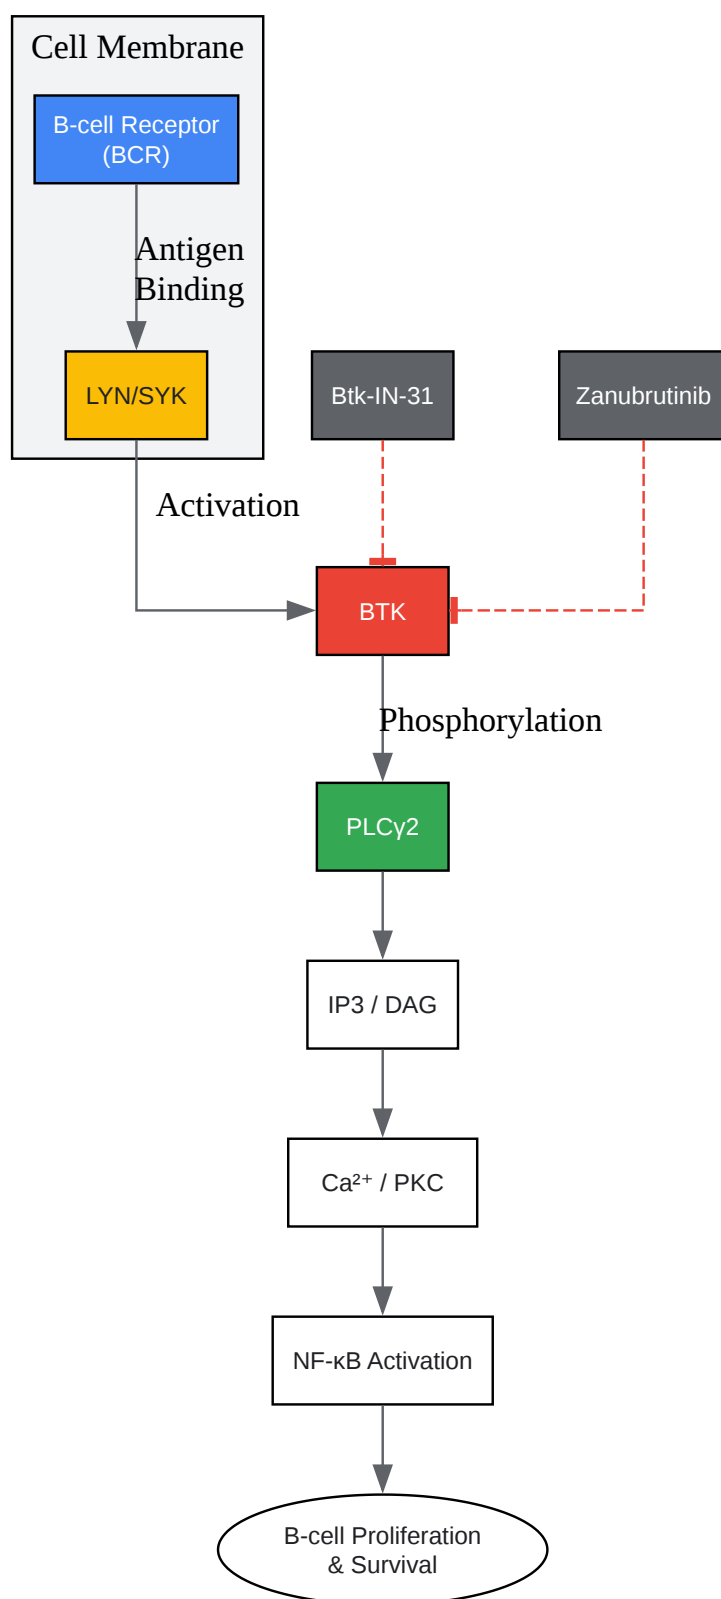 Cell Membrane
B-cell Receptor
(BCR)
Antigen
Binding
LYN/SYK
Btk-IN-31
Zanubrutinib
Activation
BTK
Phosphorylation
PLCγ2
IP3 / DAG
Ca²⁺ / PKC
NF-κB Activation
B-cell Proliferation
& Survival